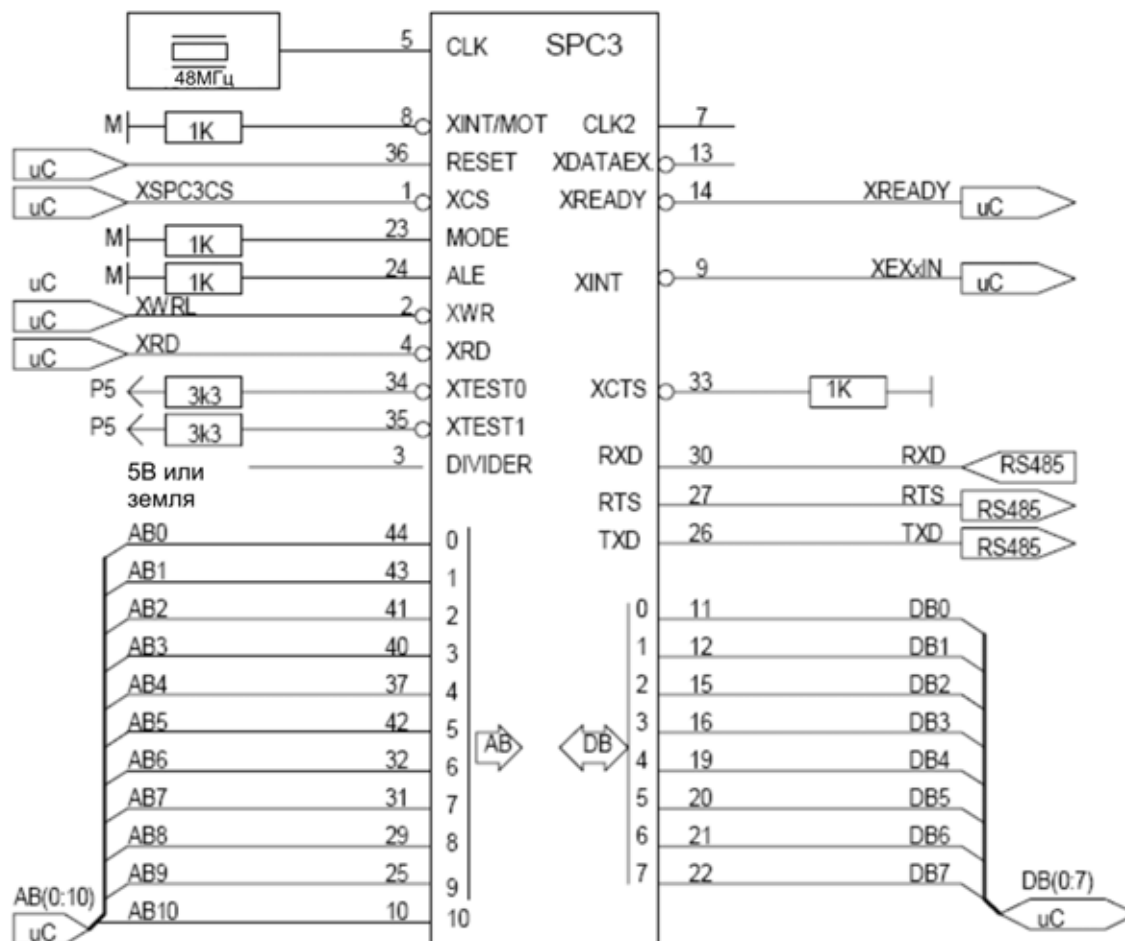 5 CLK SPC3
48МГц
M 1K 8 XINT/MOT CLK2 7
uC 36 RESET XDATAEX 13
uC XSPC3CS 1 XCS XREADY 14 XREADY uC
M 1K 23 MODE
uC M 1K 24 ALE XINT 9 XEXxIN uC
uC XWRL 2 XWR
uC XRD 4 XRD
P5 3k3 34 XTEST0 XCTS 33 1K
P5 3k3 35 XTEST1
5В или 3 DIVIDER RXD 30 RXD RS485
земля
RTS 27 RTS RS485
AB0 44 0 TXD 26 TXD RS485
AB1 43 1
AB2 41 2 0 11 DB0
AB3 40 3 1 12 DB1
AB4 37 4 2 15 DB2
AB5 42 5 AB DB 3 16 DB3
AB6 32 6 4 19 DB4
AB7 31 7 5 20 DB5
AB8 29 8 6 21 DB6
AB9 25 9 7 22 DB7
AB(0:10) DB(0:7)
uC AB10 10 10 uC